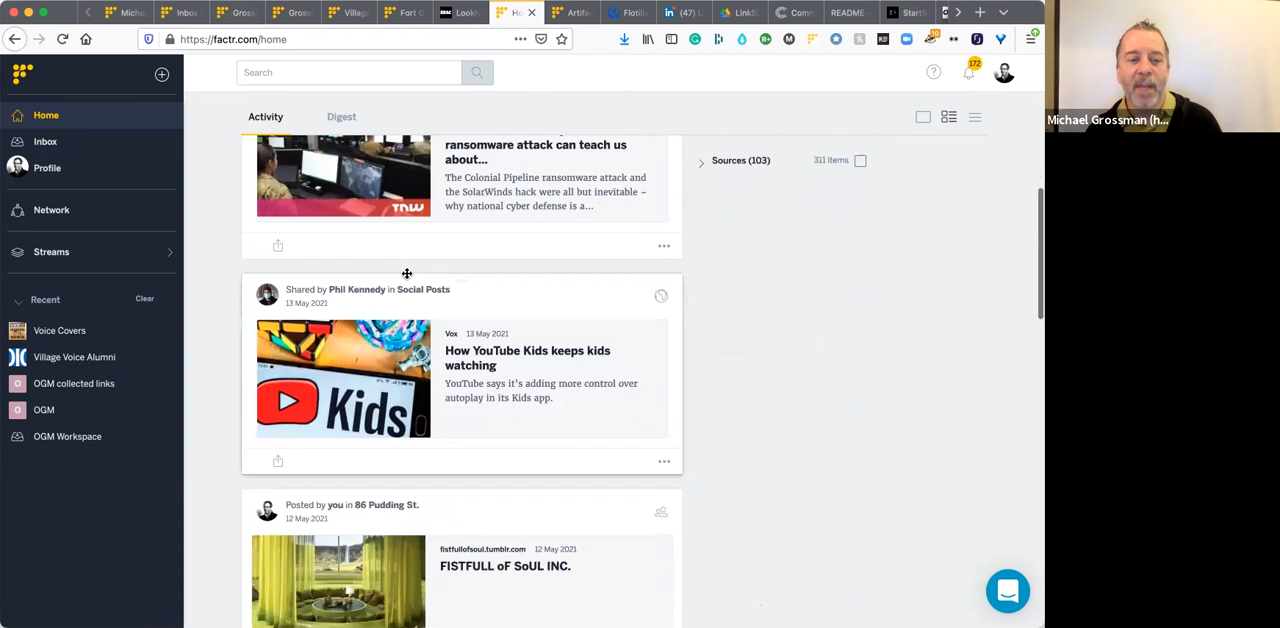 Micha
Inbox
Gross
Gross
Village
Fort O
Lookh
Ho
Artifa
Flotill
(47) L
LinkS
Comm
README -
Starti
https://factr.com/home
10
Search
172
Home
Inbox
Profile
Network
Streams
Recent
Clear
Voice Covers
Village Voice Alumni
OGM collected links
OGM
OGM Workspace
Activity
Digest
ransomware attack can teach us
about...
The Colonial Pipeline ransomware attack and
the SolarWinds hack were all but inevitable –
why national cyber defense is a...
TNW
Sources (103)
311 items
Shared by Phil Kennedy in Social Posts
13 May 2021
Vox 13 May 2021
How YouTube Kids keeps kids
watching
YouTube says it's adding more control over
autoplay in its Kids app.
Kids
Posted by you in 86 Pudding St.
12 May 2021
fistfullofsoul.tumblr.com 12 May 2021
FISTFULL oF SoUL INC.
Michael Grossman (h...